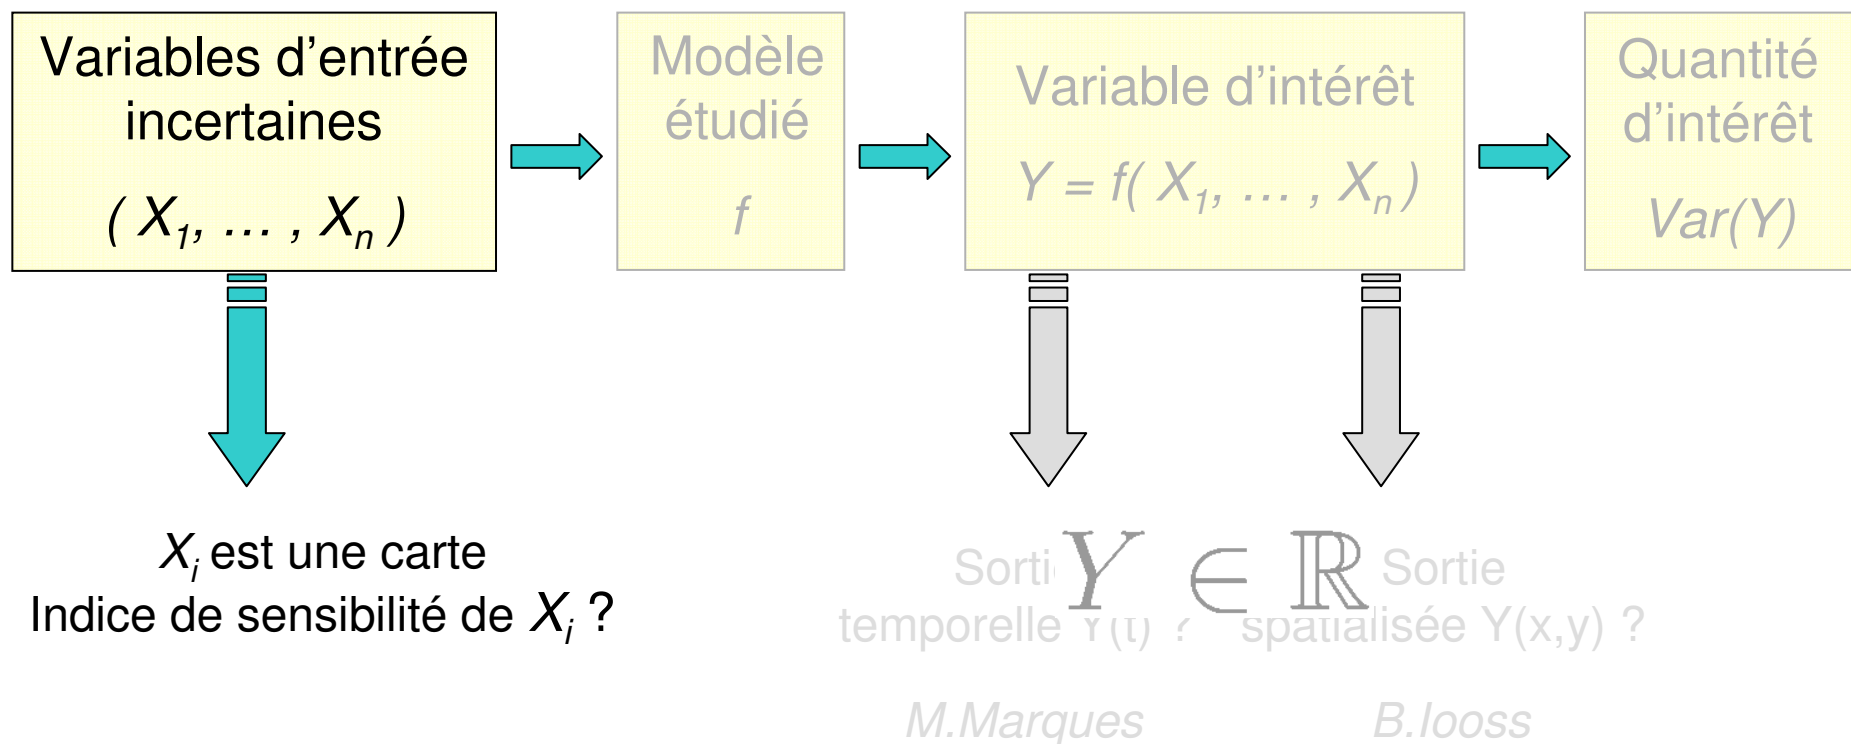 Variables d'entrée
incertaines
( X1, … , Xn )
Modèle
étudié
f
Variable d'intérêt
Y = f( X1, … , Xn )
Quantité
d'intérêt
Var(Y)
Xi est une carte
Indice de sensibilité de Xi ?
Y ∈ ℝ
temporelle Y(t) ?
M.Marques
Sortie
spatialisée Y(x,y) ?
B.Iooss